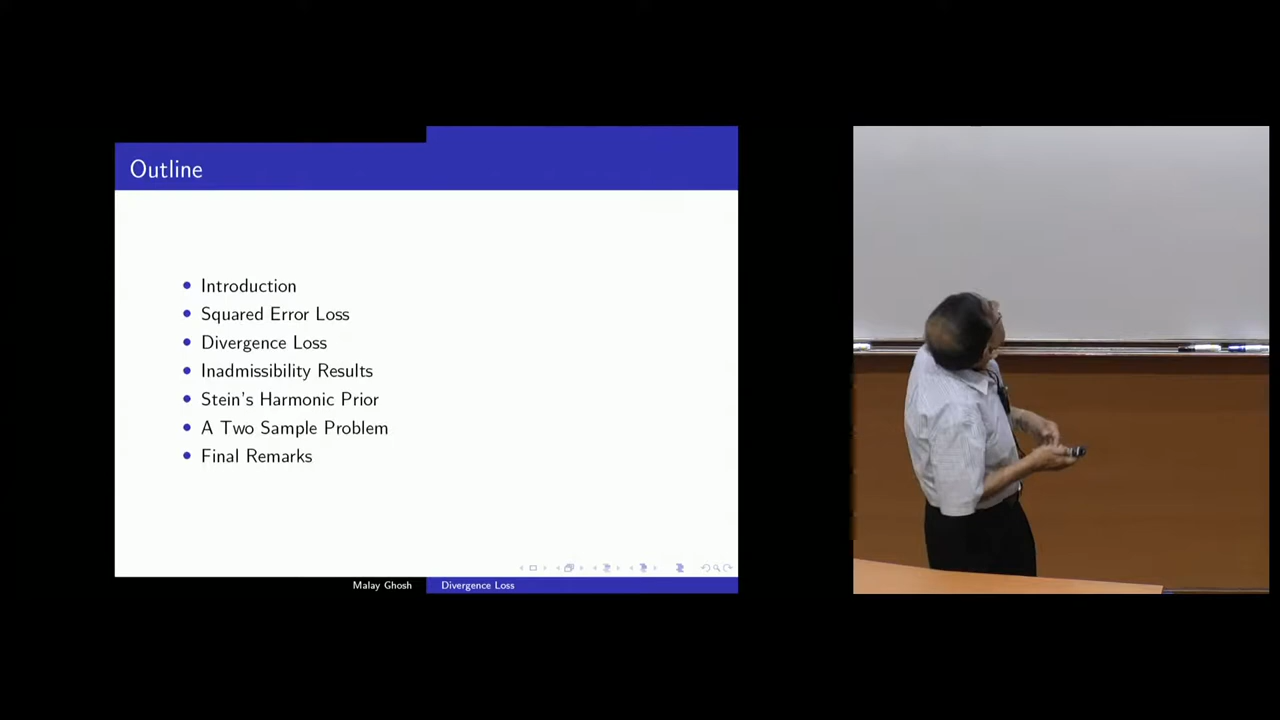 Outline
Introduction
Squared Error Loss
Divergence Loss
Inadmissibility Results
Stein's Harmonic Prior
A Two Sample Problem
Final Remarks
Malay Ghosh
Divergence Loss